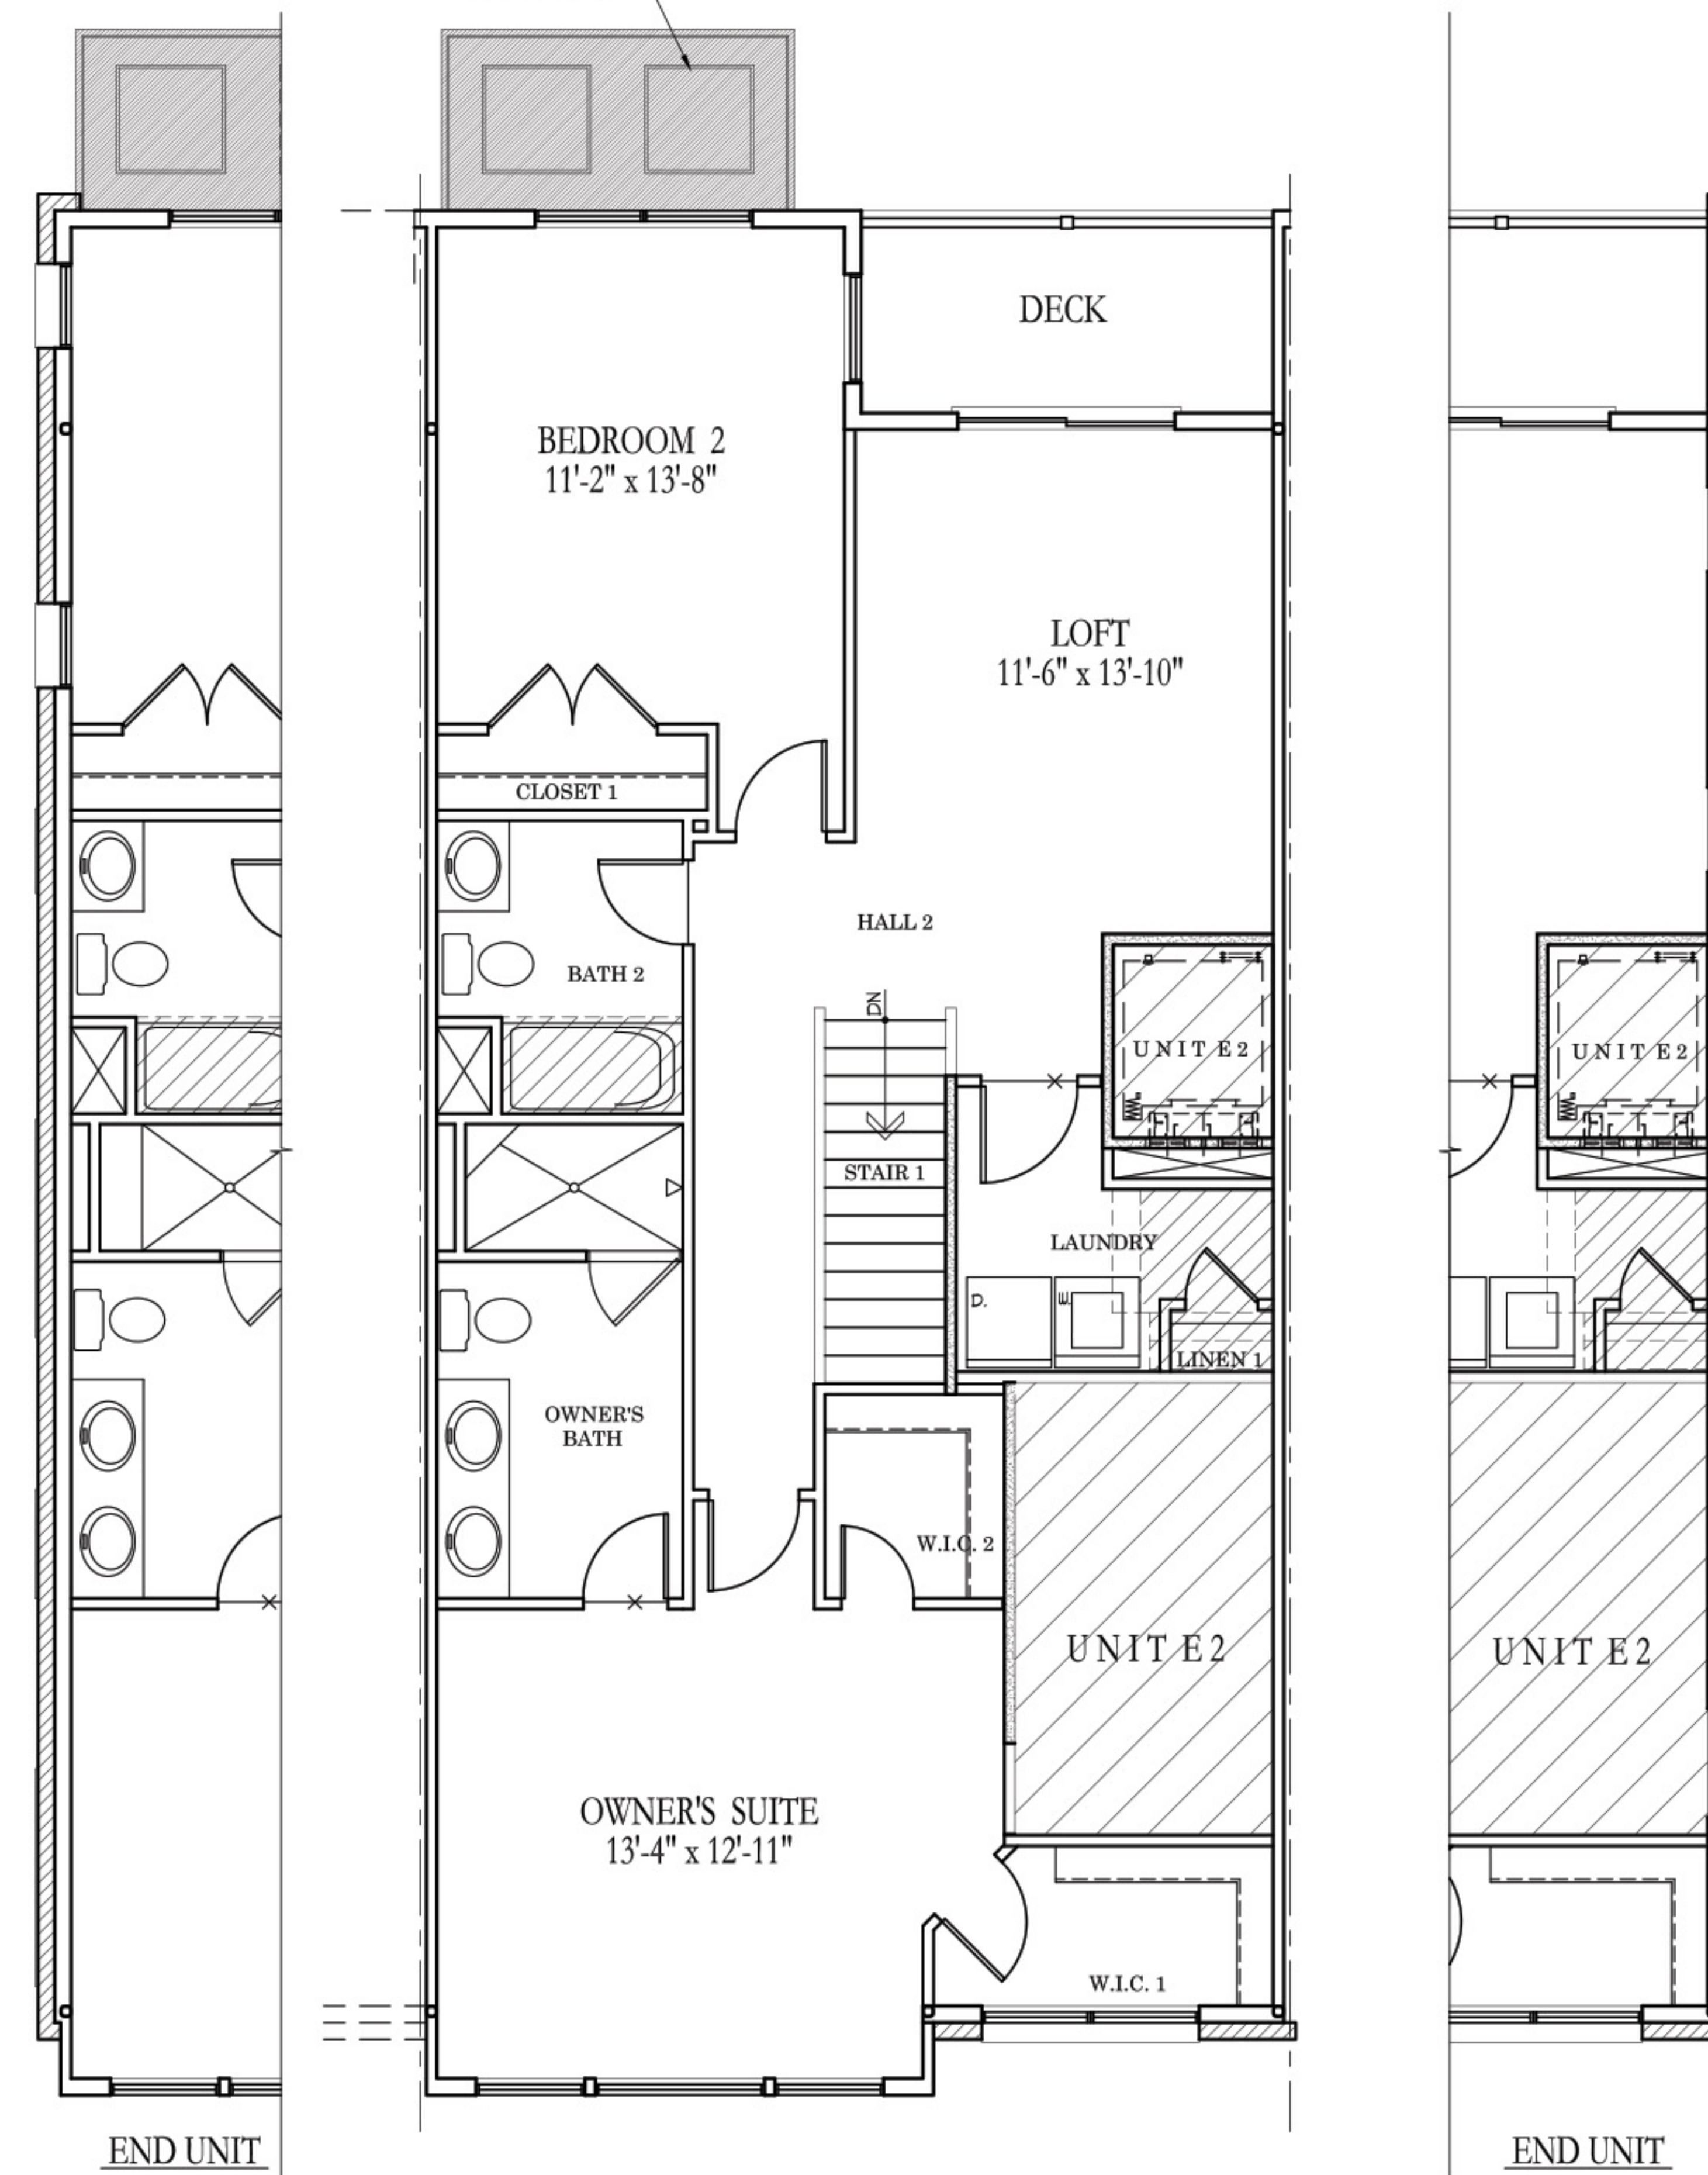 DECK
BEDROOM 2
11'-2" x 13'-8"
LOFT
11'-6" x 13'-10"
CLOSET 1
HALL 2
BATH 2
DN
UNIT E2
UNIT E2
STAIR 1
LAUNDRY
D.
W.
LINEN 1
OWNER'S
BATH
W.I.C. 2
UNIT E2
UNIT E2
OWNER'S SUITE
13'-4" x 12'-11"
W.I.C. 1
END UNIT
END UNIT